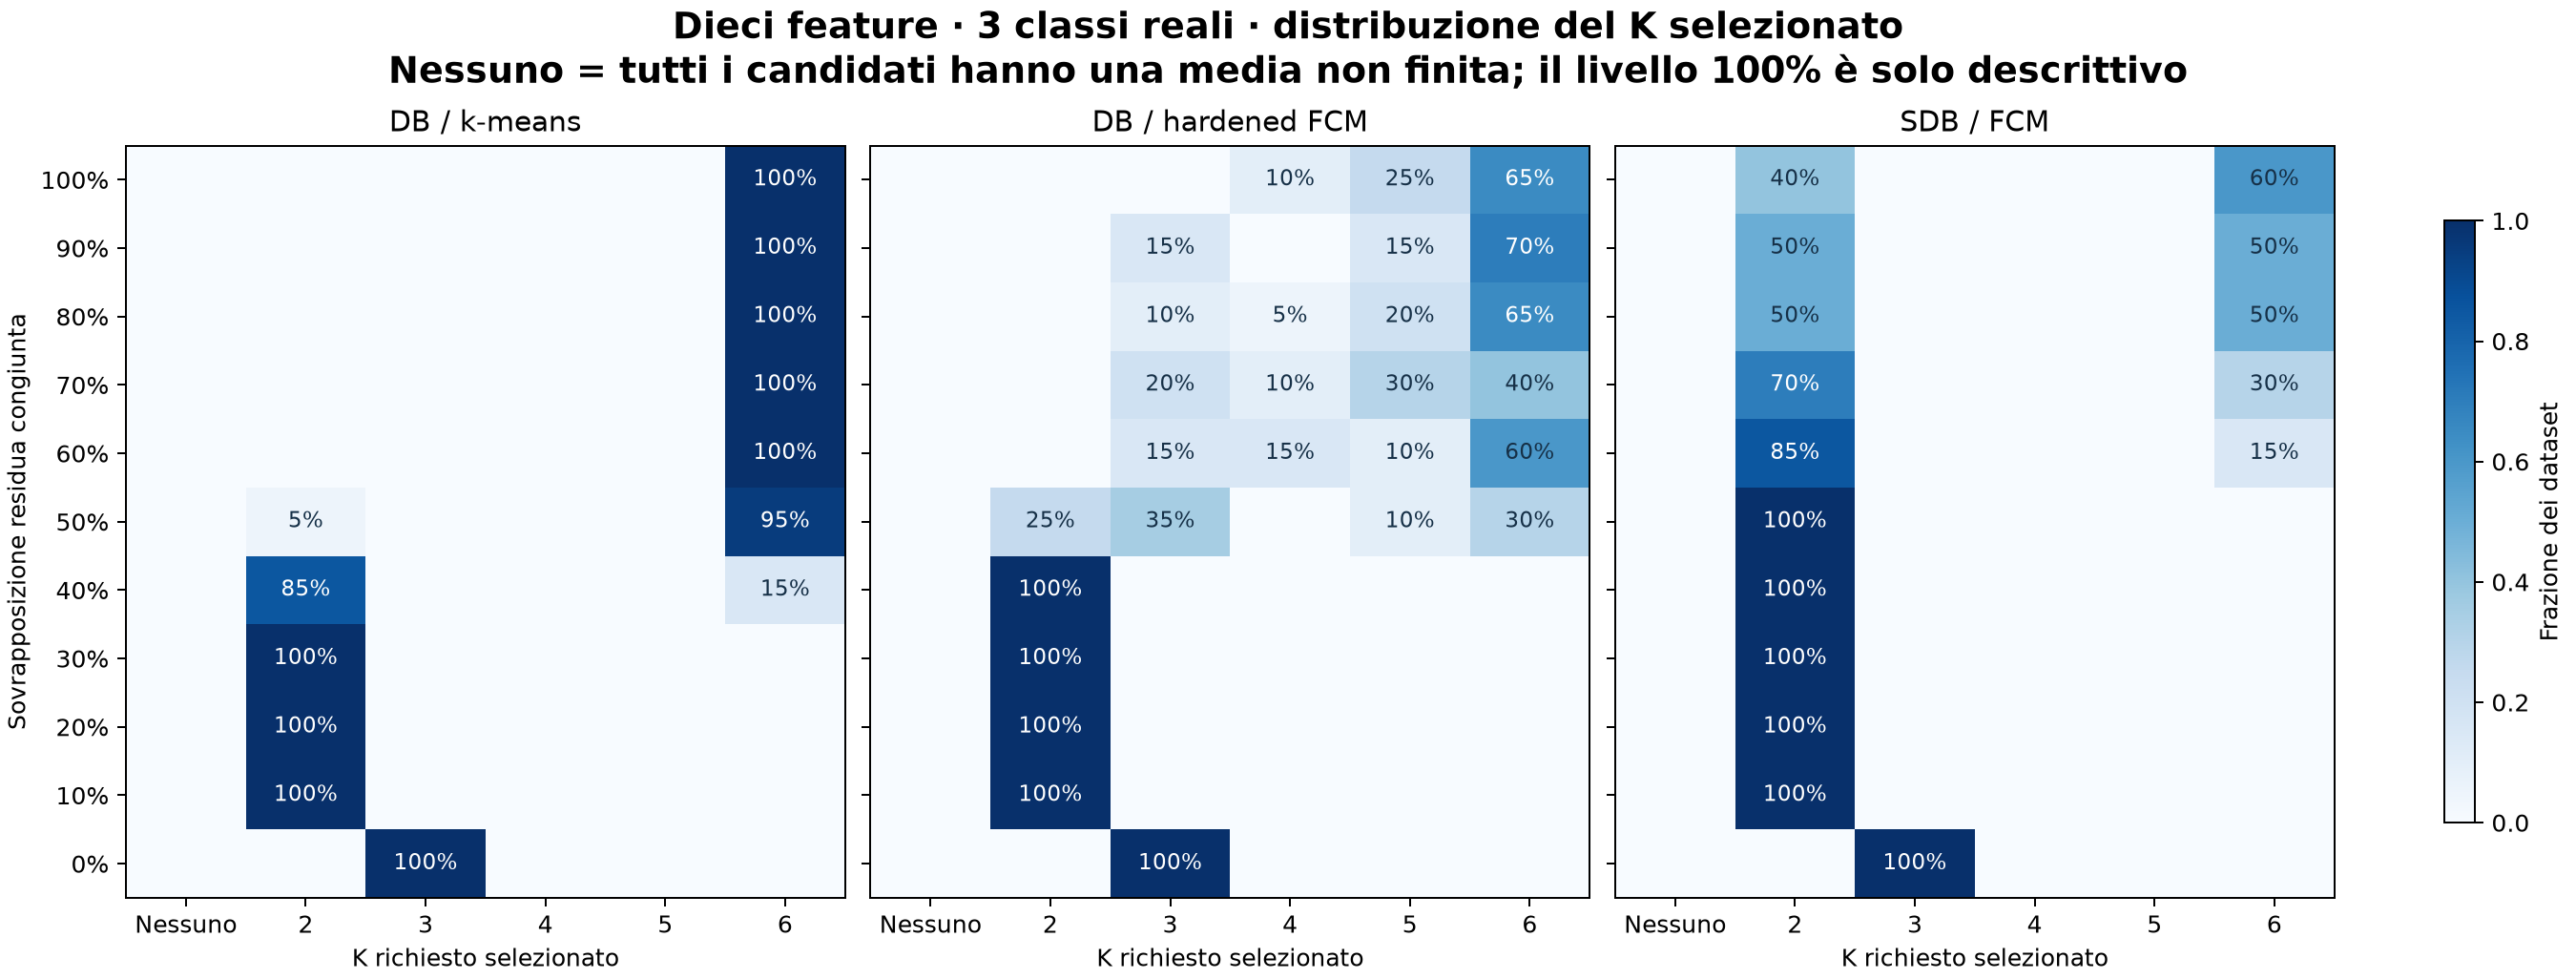 Dieci feature · 3 classi reali · distribuzione del K selezionato
Nessuno = tutti i candidati hanno una media non finita; il livello 100% è solo descrittivo
DB / k-means
DB / hardened FCM
SDB / FCM
Sovrapposizione residua congiunta
100% 100% 10% 25% 65% 40% 60%
90% 100% 15% 15% 70% 50% 50%
80% 100% 10% 5% 20% 65% 50% 50%
70% 100% 20% 10% 30% 40% 70% 30%
60% 100% 15% 15% 10% 60% 85% 15%
50% 5% 95% 25% 35% 10% 30% 100%
40% 85% 15% 100% 100%
30% 100% 100% 100%
20% 100% 100% 100%
10% 100% 100% 100%
0% 100% 100% 100%
Nessuno 2 3 4 5 6
Nessuno 2 3 4 5 6
Nessuno 2 3 4 5 6
K richiesto selezionato
K richiesto selezionato
K richiesto selezionato
1.0
0.8
0.6
0.4
0.2
0.0
Frazione dei dataset